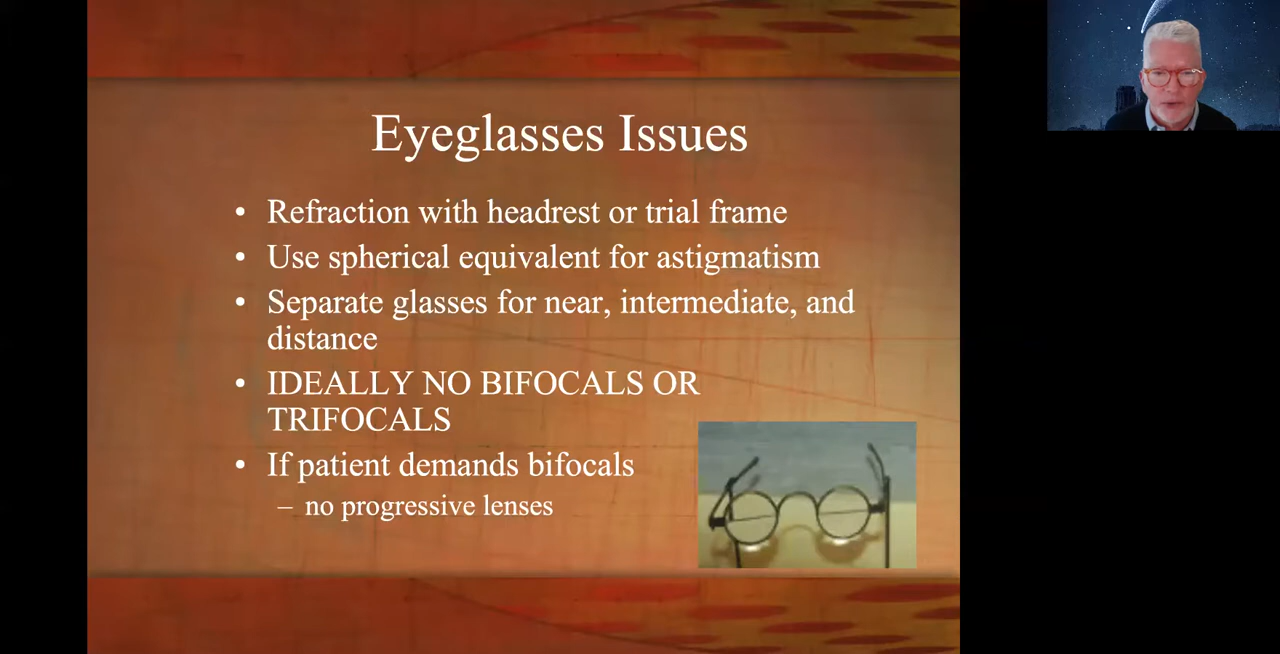 Eyeglasses Issues
• Refraction with headrest or trial frame
• Use spherical equivalent for astigmatism
• Separate glasses for near, intermediate, and
distance
• IDEALLY NO BIFOCALS OR
TRIFOCALS
• If patient demands bifocals
– no progressive lenses